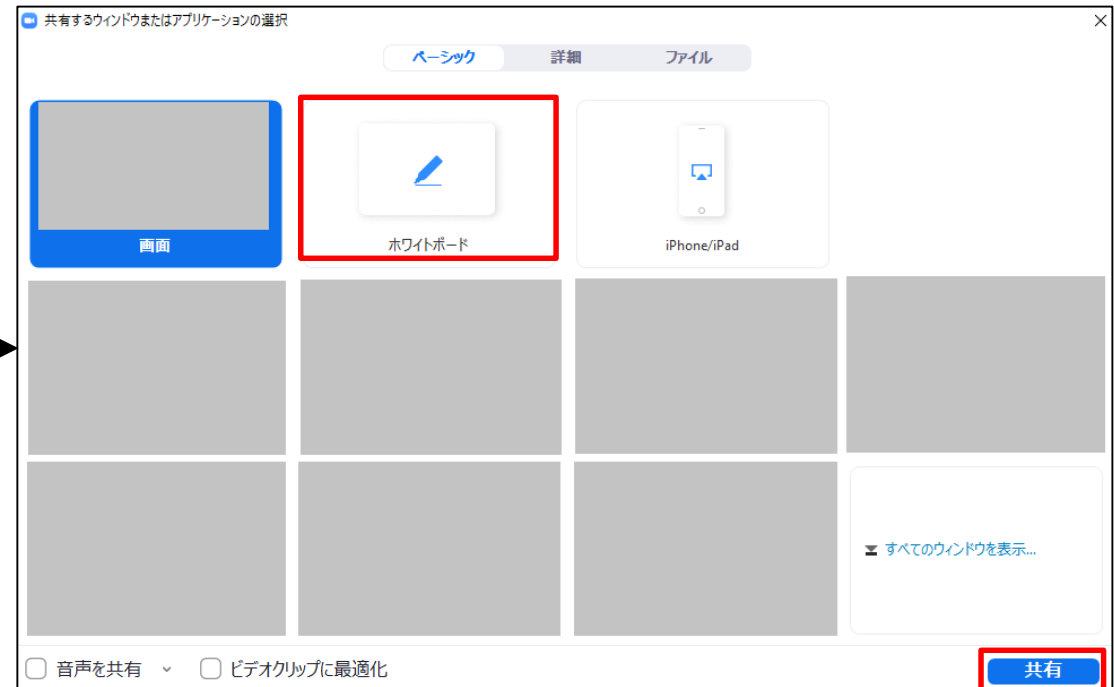 共有するウィンドウまたはアプリケーションの選択
ベーシック 詳細 ファイル
画面 ホワイトボード iPhone/iPad
すべてのウィンドウを表示...
音声を共有 ビデオクリップに最適化 共有